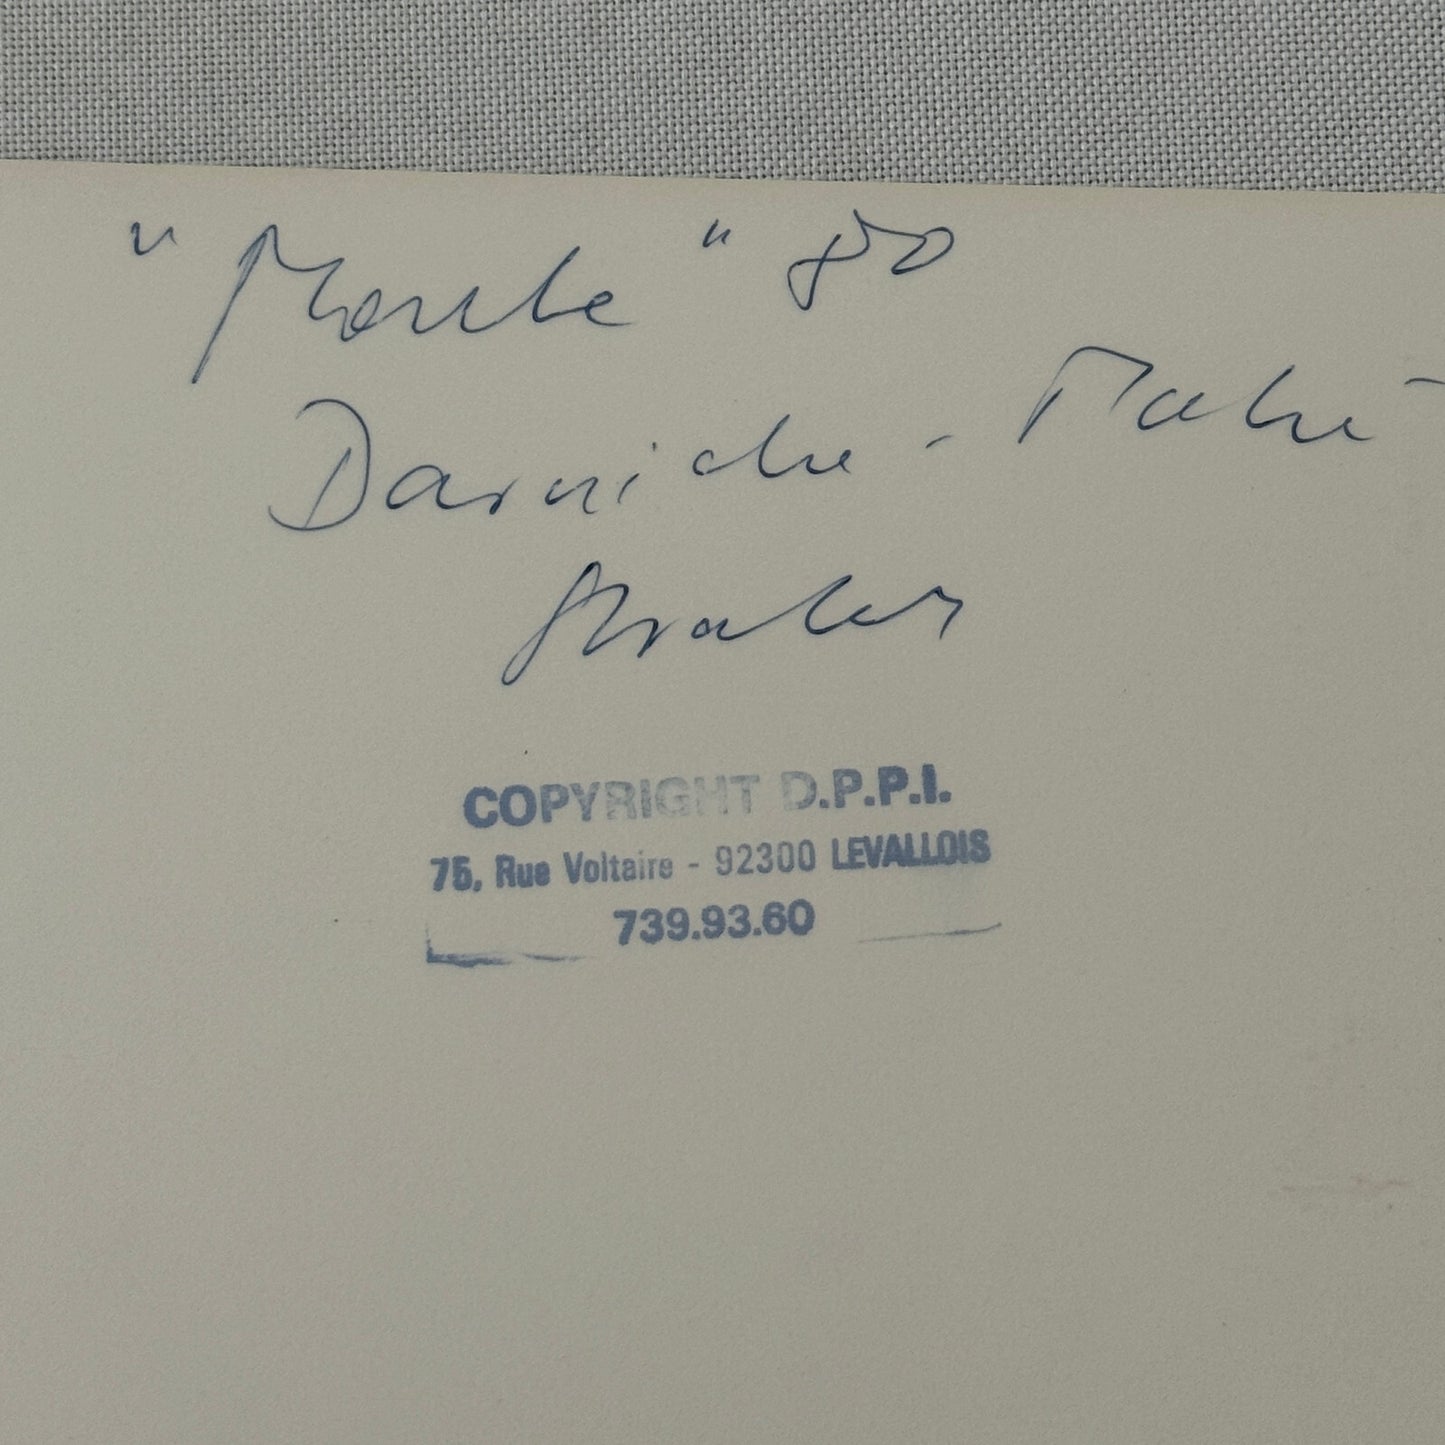 "Monte" 80
Darniche - Mahé -
Stratos
COPYRIGHT D.P.P.I.
75, Rue Voltaire - 92300 LEVALLOIS
739.93.60